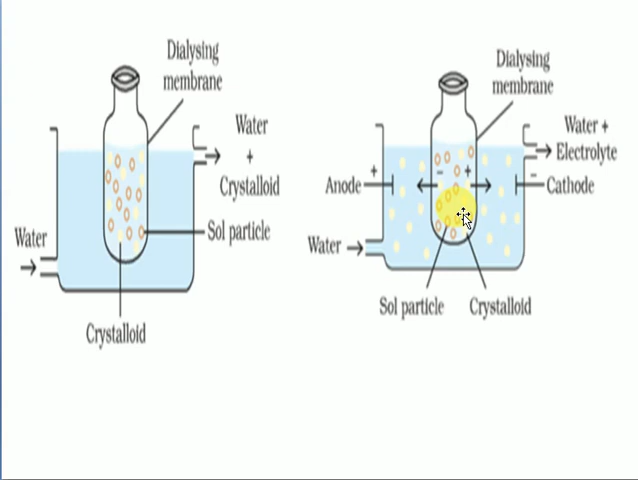 Dialysing
membrane
Water
+
Crystalloid
Sol particle
Water
Crystalloid
Dialysing
membrane
Water +
Electrolyte
Anode
+
-
Cathode
-
+
Water
Sol particle
Crystalloid